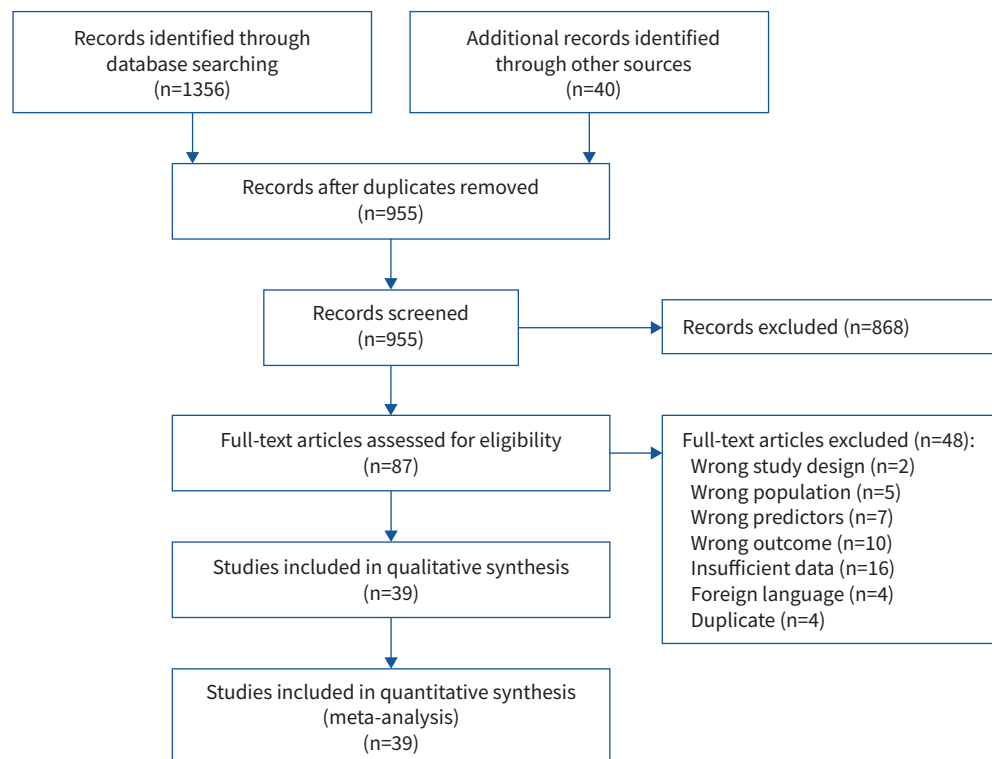 Records identified through
database searching
(n=1356)
Additional records identified
through other sources
(n=40)
Records after duplicates removed
(n=955)
Records screened
(n=955)
Records excluded (n=868)
Full-text articles assessed for eligibility
(n=87)
Full-text articles excluded (n=48):
Wrong study design (n=2)
Wrong population (n=5)
Wrong predictors (n=7)
Wrong outcome (n=10)
Insufficient data (n=16)
Foreign language (n=4)
Duplicate (n=4)
Studies included in qualitative synthesis
(n=39)
Studies included in quantitative synthesis
(meta-analysis)
(n=39)